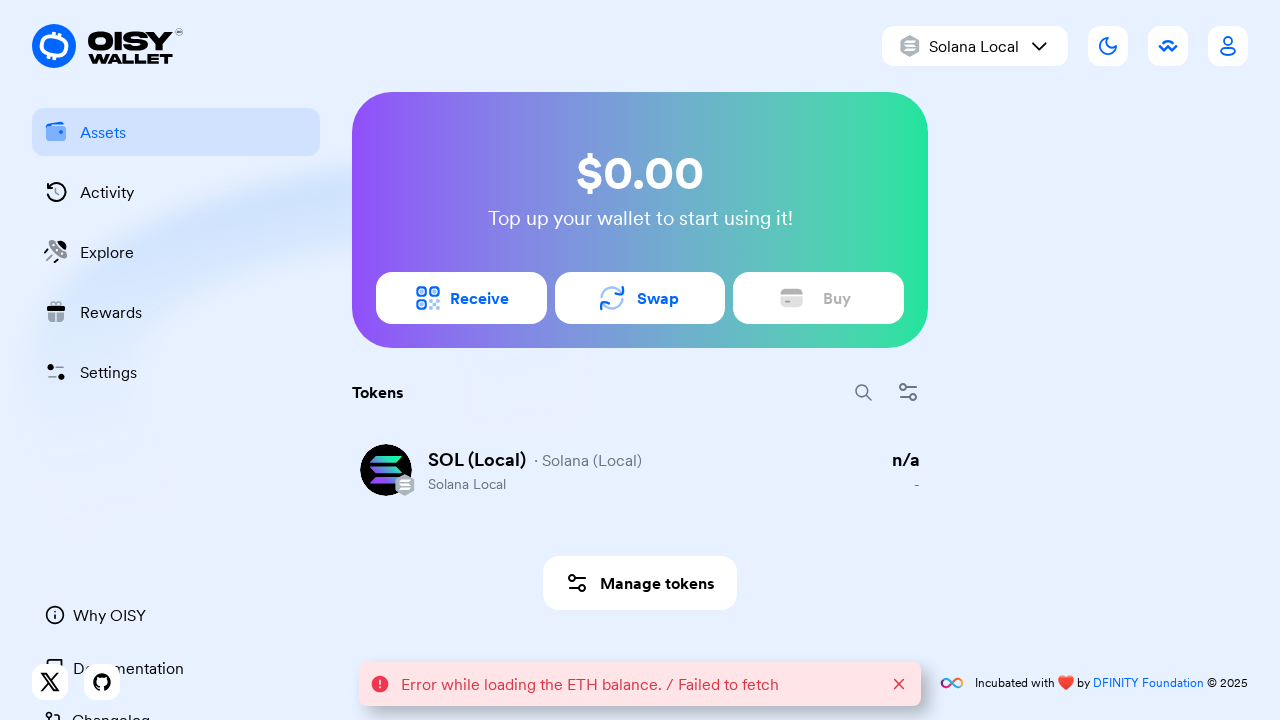 OISY
WALLET
Solana Local
Assets
Activity
Explore
Rewards
Settings
$0.00
Top up your wallet to start using it!
Receive
Swap
Buy
Tokens
SOL (Local) · Solana (Local)
Solana Local
n/a
-
Manage tokens
Why OISY
Documentation
Changelog
Error while loading the ETH balance. / Failed to fetch
Incubated with ❤️ by DFINITY Foundation © 2025